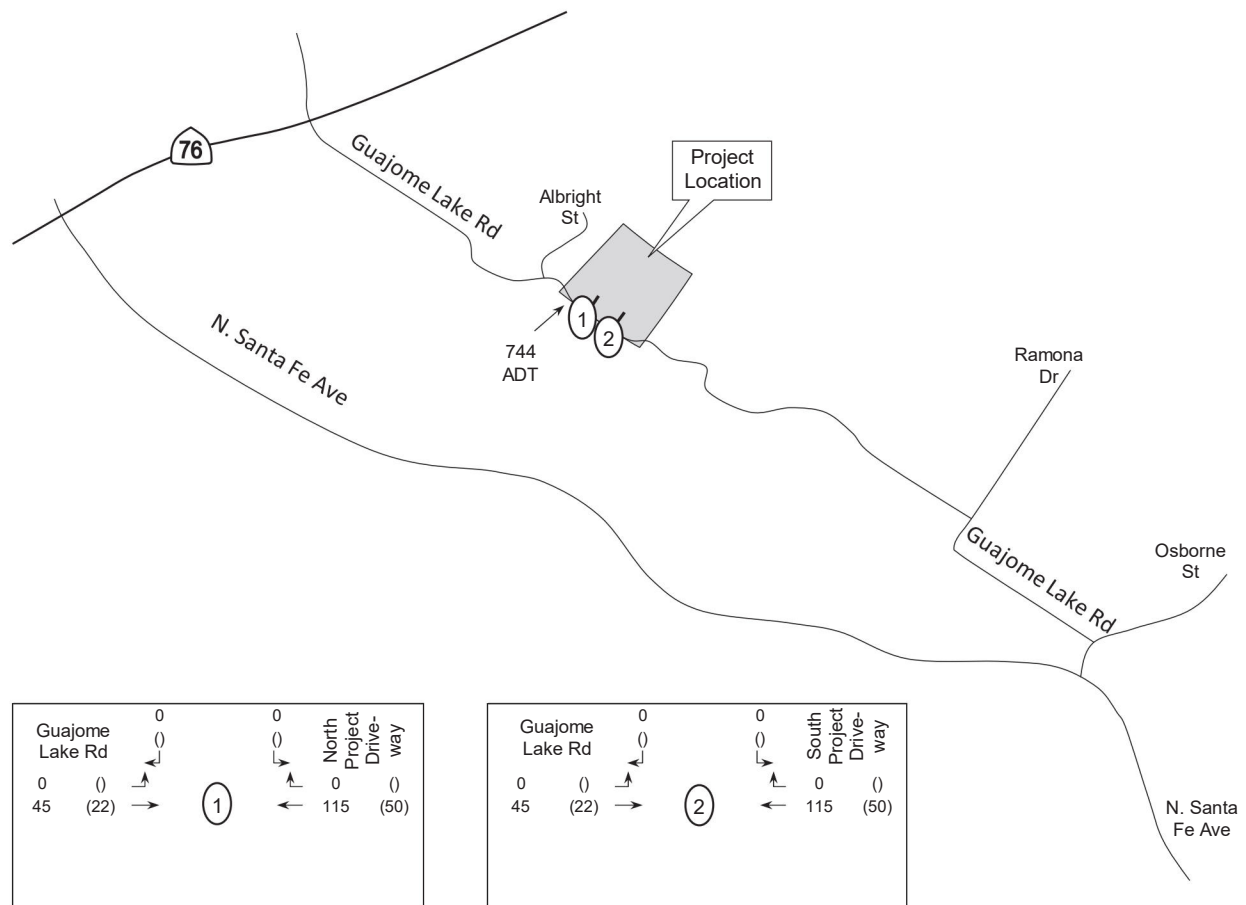 76
Guajome Lake Rd
Albright
St
Project
Location
1
2
744
ADT
N. Santa Fe Ave
Ramona
Dr
Guajome Lake Rd
Osborne
St
N. Santa
Fe Ave
Guajome
Lake Rd
0
()
0
()
North
Project
Drive-
way
0 () 0 ()
45 (22) 1 115 (50)
Guajome
Lake Rd
0
()
0
()
South
Project
Drive-
way
0 () 0 ()
45 (22) 2 115 (50)